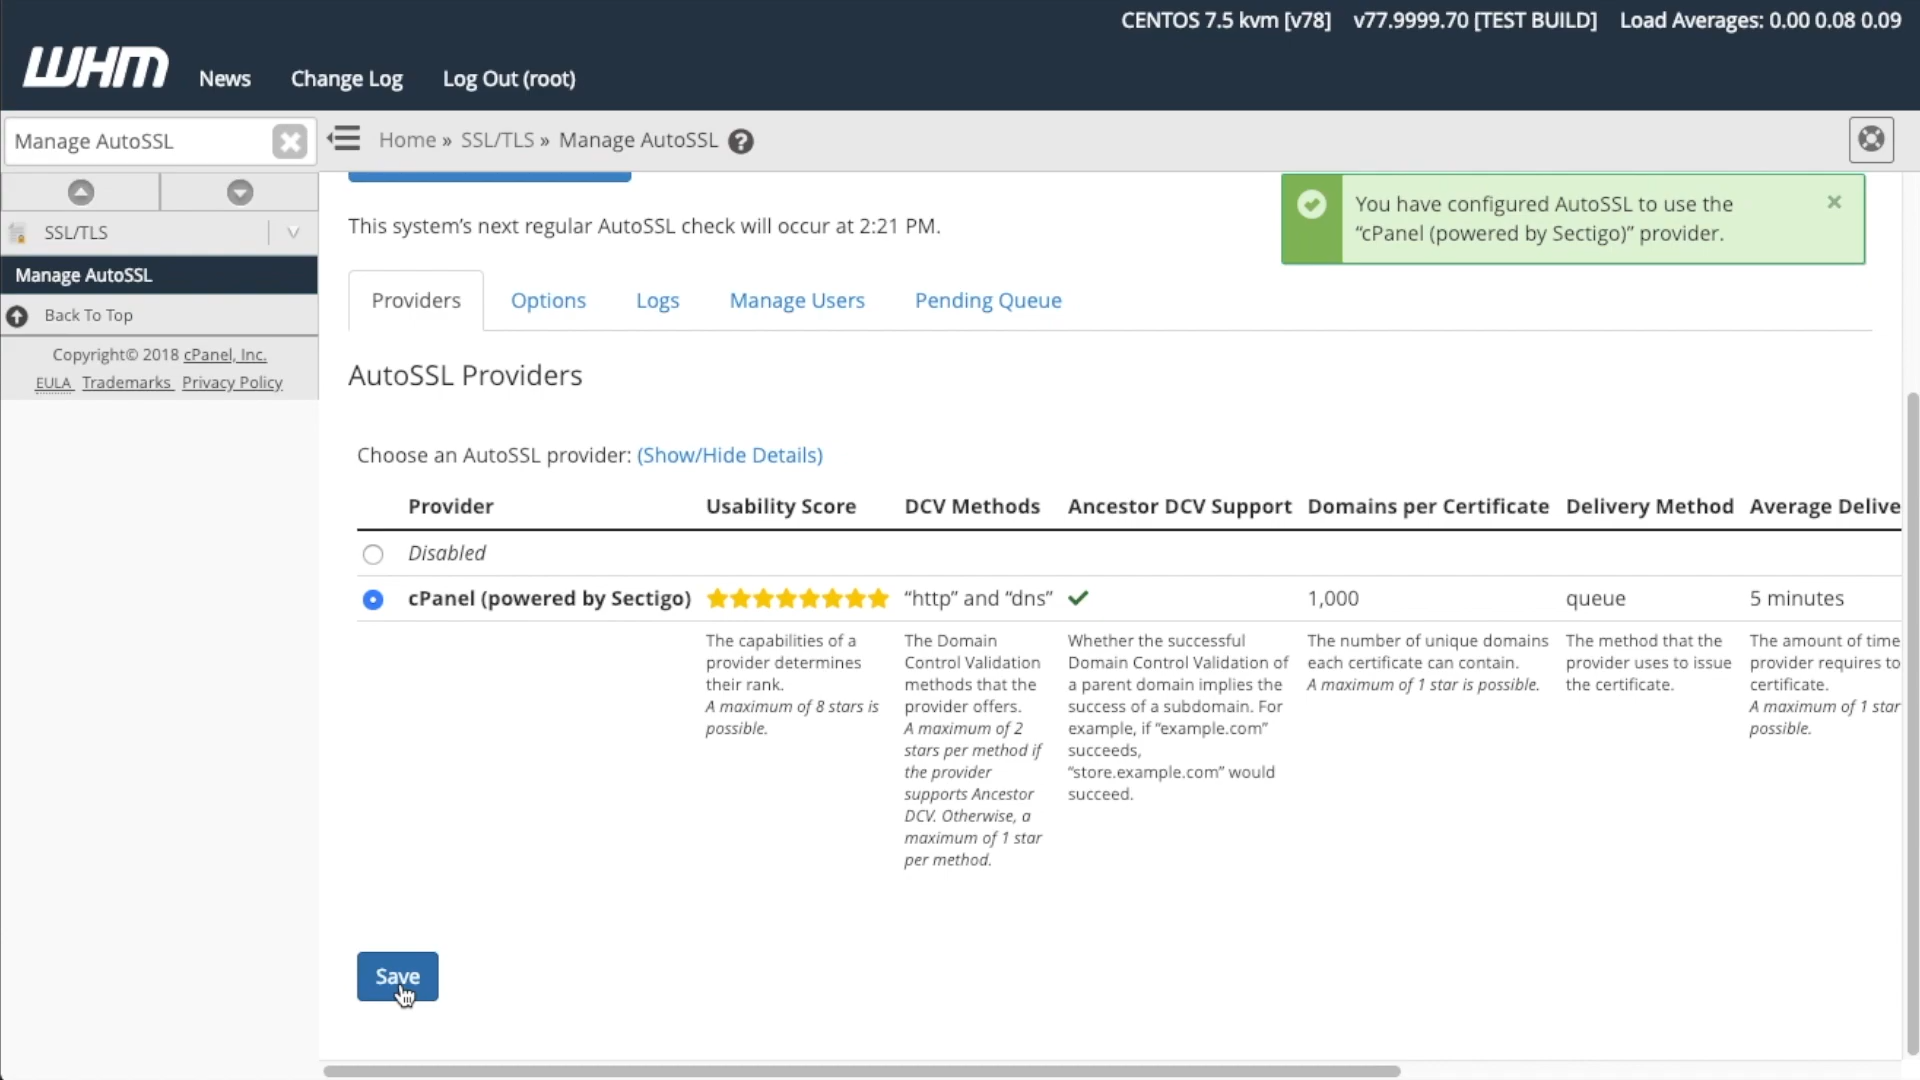 CENTOS 7.5 kvm [v78] v77.9999.70 [TEST BUILD] Load Averages: 0.00 0.08 0.09
WHM News Change Log Log Out (root)
Manage AutoSSL
Home » SSL/TLS » Manage AutoSSL
SSL/TLS
Manage AutoSSL
Back To Top
Copyright© 2018 cPanel, Inc.
EULA Trademarks Privacy Policy
This system’s next regular AutoSSL check will occur at 2:21 PM.
You have configured AutoSSL to use the
“cPanel (powered by Sectigo)” provider.
Providers Options Logs Manage Users Pending Queue
AutoSSL Providers
Choose an AutoSSL provider: (Show/Hide Details)
Provider Usability Score DCV Methods Ancestor DCV Support Domains per Certificate Delivery Method Average Delive
Disabled
cPanel (powered by Sectigo) “http” and “dns” 1,000 queue 5 minutes
The capabilities of a
provider determines
their rank.
A maximum of 8 stars is
possible.
The Domain
Control Validation
methods that the
provider offers.
A maximum of 2
stars per method if
the provider
supports Ancestor
DCV. Otherwise, a
maximum of 1 star
per method.
Whether the successful
Domain Control Validation of
a parent domain implies the
success of a subdomain. For
example, if “example.com”
succeeds,
“store.example.com” would
succeed.
The number of unique domains
each certificate can contain.
A maximum of 1 star is possible.
The method that the
provider uses to issue
the certificate.
The amount of time
provider requires to
certificate.
A maximum of 1 star
possible.
Save